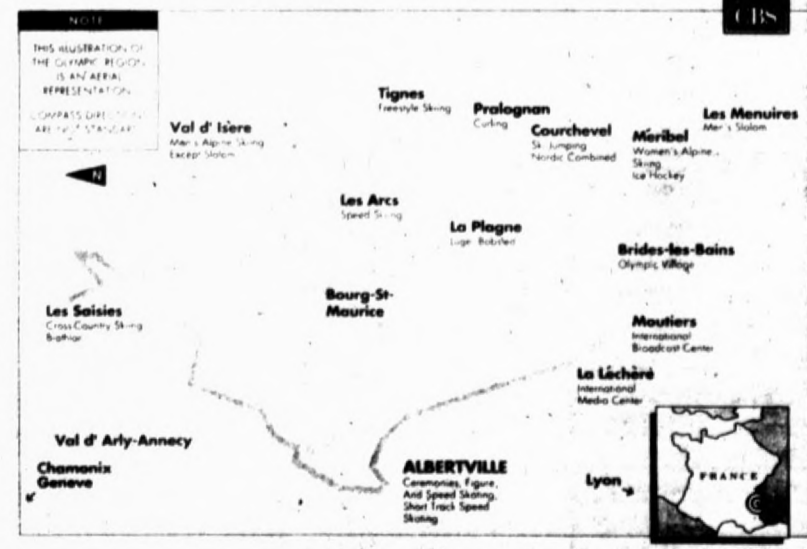 CBS
NOTE
THIS ILLUSTRATION OF
THE OLYMPIC REGION
IS AN AERIAL
REPRESENTATION
COMPASS DIRECTIONS
ARE NOT STANDARD
N
Tignes
Freestyle Skiing
Pralognan
Curling
Val d' Isere
Men's Alpine Skiing
Except Slalom
Courchevel
Ski Jumping
Nordic Combined
Meribel
Women's Alpine
Skiing
Ice Hockey
Les Menuires
Men's Slalom
Les Arcs
Speed Skiing
La Plagne
Luge Bobsled
Brides-les-Bains
Olympic Village
Les Saisies
Cross Country Skiing
Biathlon
Bourg-St-
Maurice
Moutiers
International
Broadcast Center
La Léchère
International
Media Center
Val d' Arly-Annecy
Chamonix
Geneve
ALBERTVILLE
Ceremonies, Figure,
And Speed Skating,
Short Track Speed
Skating
Lyon
FRANCE